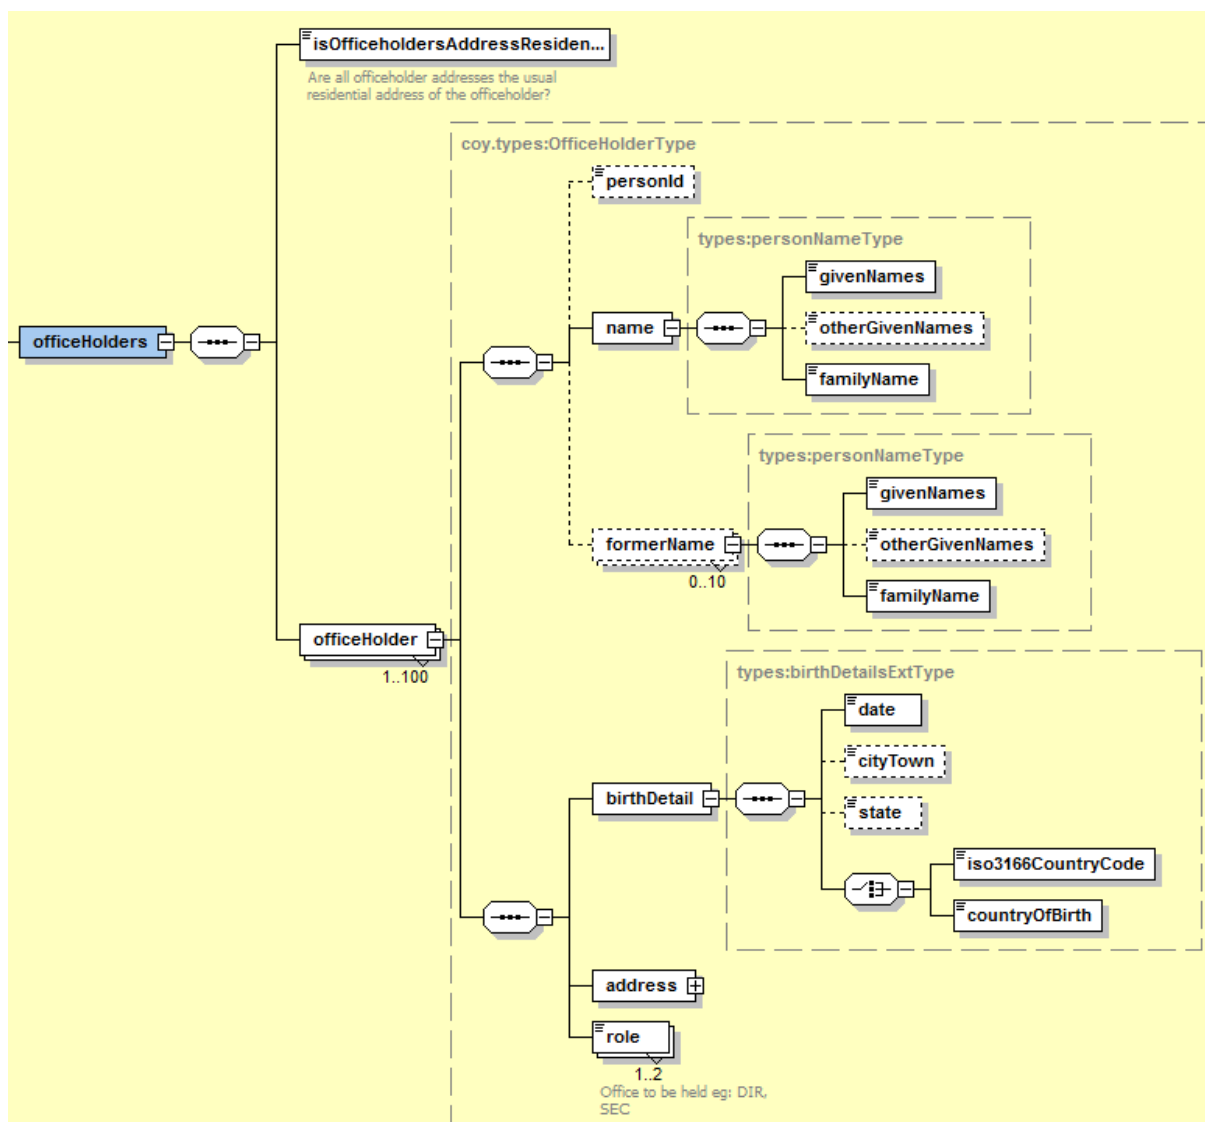 isOfficeholdersAddressResiden...
Are all officeholder addresses the usual
residential address of the officeholder?
coy.types:OfficeHolderType
personId
types:personNameType
givenNames
officeHolders
name
otherGivenNames
familyName
types:personNameType
givenNames
formerName
otherGivenNames
0..10
familyName
officeHolder
1..100
types:birthDetailsExtType
date
cityTown
birthDetail
state
iso3166CountryCode
countryOfBirth
address
role
1..2
Office to be held eg: DIR,
SEC